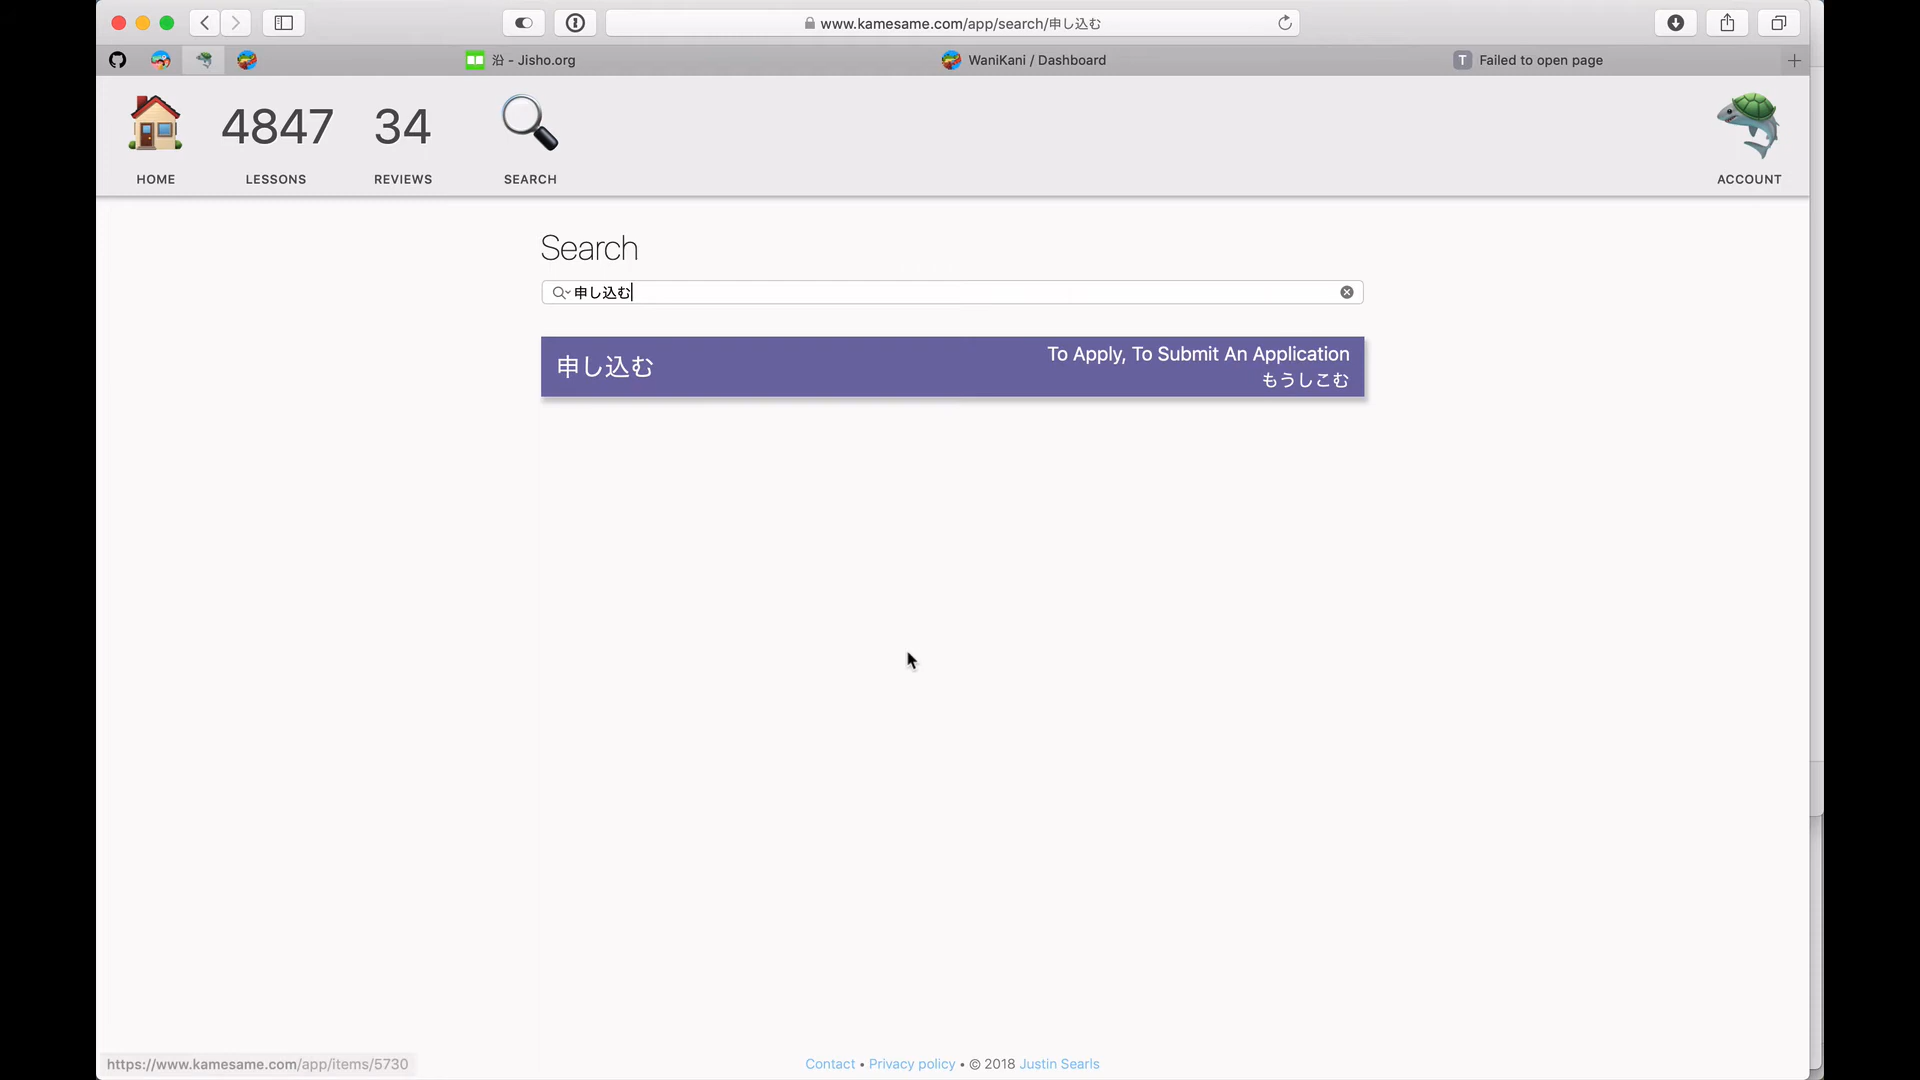 www.kamesame.com/app/search/申し込む
沿 - Jisho.org
WaniKani / Dashboard
T Failed to open page
4847
34
HOME
LESSONS
REVIEWS
SEARCH
ACCOUNT
Search
申し込む
申し込む
To Apply, To Submit An Application
もうしこむ
https://www.kamesame.com/app/items/5730
Contact • Privacy policy • © 2018 Justin Searls